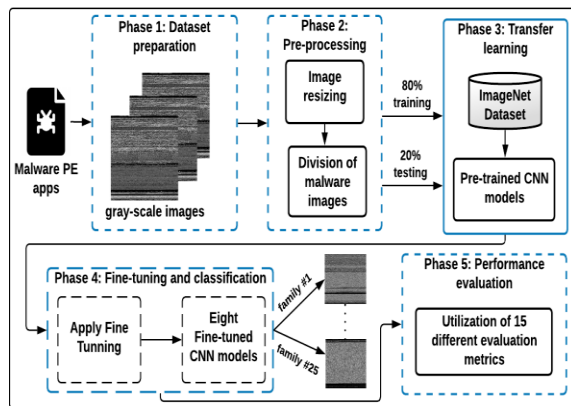 Phase 1: Dataset
preparation
Malware PE
apps
gray-scale images
Phase 2:
Pre-processing
Image
resizing
Division of
malware
images
80%
training
20%
testing
Phase 3: Transfer
learning
ImageNet
Dataset
Pre-trained CNN
models
Phase 4: Fine-tuning and classification
Apply Fine
Tunning
Eight
Fine-tuned
CNN models
family #1
family #25
Phase 5: Performance
evaluation
Utilization of 15
different evaluation
metrics